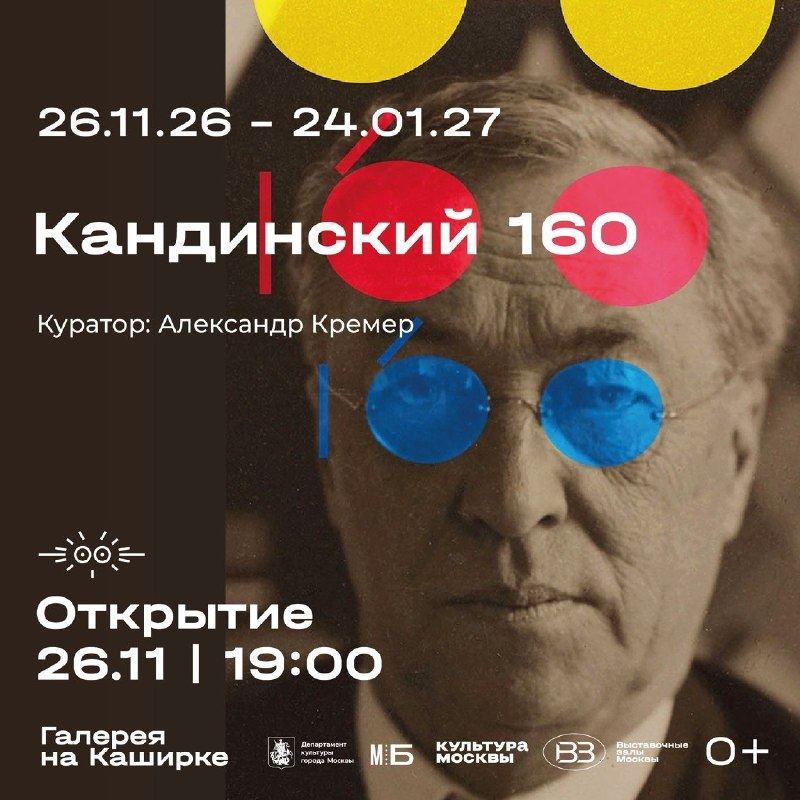 26.11.26 – 24.01.27
Кандинский 160
Куратор: Александр Кремер
Открытие
26.11 | 19:00
Галерея
на Каширке
Департамент
культуры
города Москвы
МБ
КУЛЬТУРА
МОСКВЫ
ВЗ
Выставочные
залы
Москвы
0+